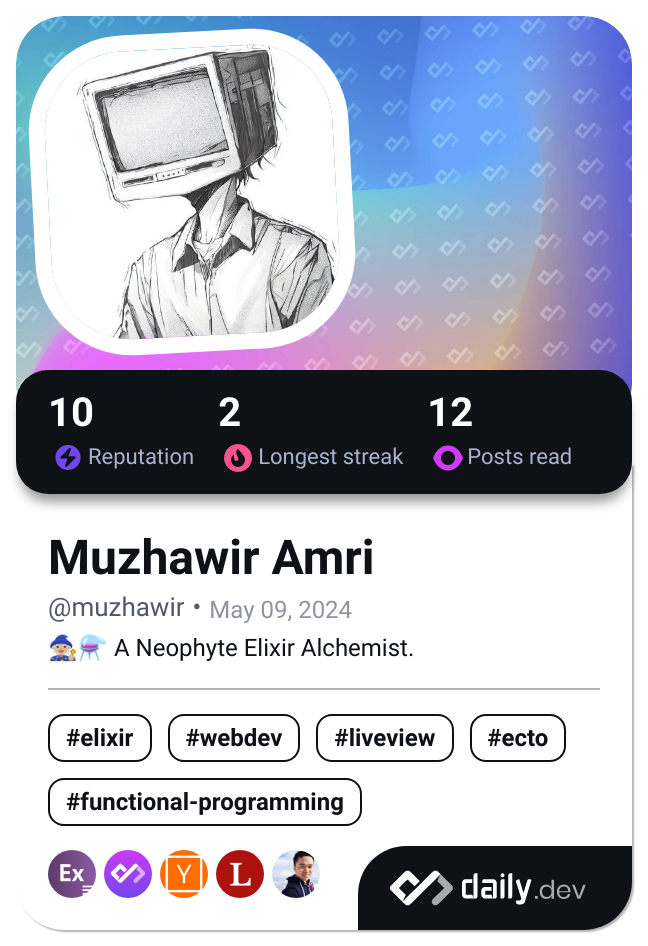 10 2 12
Reputation Longest streak Posts read
Muzhawir Amri
@muzhawir • May 09, 2024
🧙🏼‍♂️⚗️ A Neophyte Elixir Alchemist.
#elixir #webdev #liveview #ecto
#functional-programming
Ex Y L
daily.dev